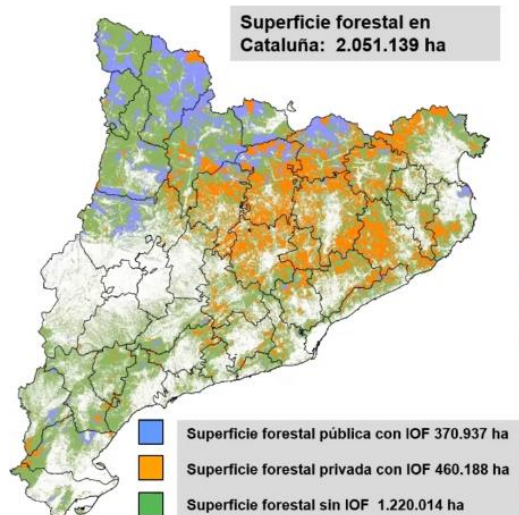 Superficie forestal en
Cataluña: 2.051.139 ha
Superficie forestal pública con IOF 370.937 ha
Superficie forestal privada con IOF 460.188 ha
Superficie forestal sin IOF 1.220.014 ha